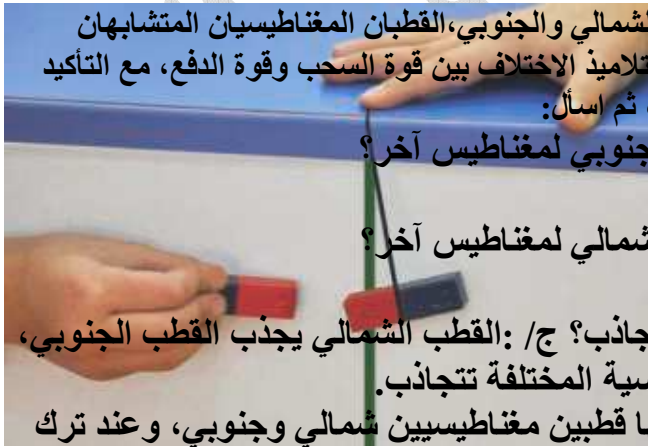 لشمالي والجنوبي،القطبان المغناطيسيان المتشابهان
تلاميذ الاختلاف بين قوة السحب وقوة الدفع، مع التأكيد
ثم اسأل:
جنوبي لمغناطيس آخر؟
شمالي لمغناطيس آخر؟
جاذب؟ ج/ :القطب الشمالي يجذب القطب الجنوبي،
سية المختلفة تتجاذب.
ا قطبين مغناطيسيين شمالي وجنوبي، وعند ترك